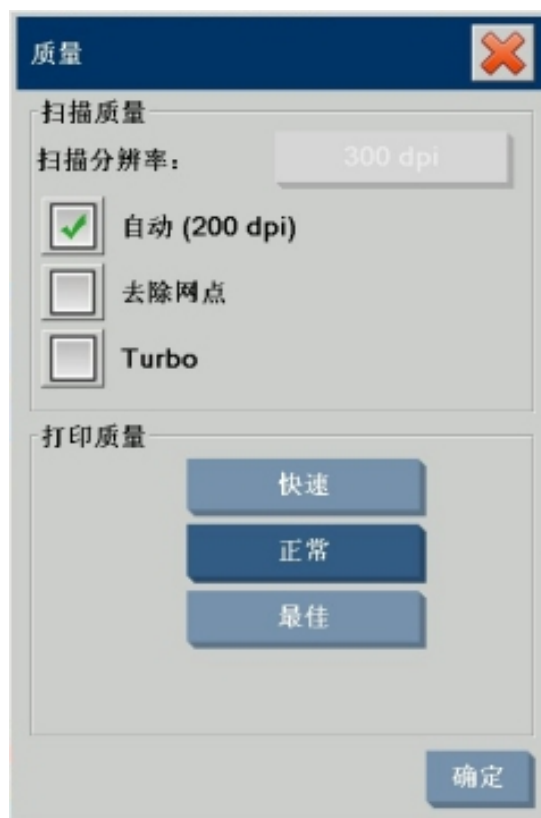 质量
扫描质量
扫描分辨率：
300 dpi
自动 (200 dpi)
去除网点
Turbo
打印质量
快速
正常
最佳
确定